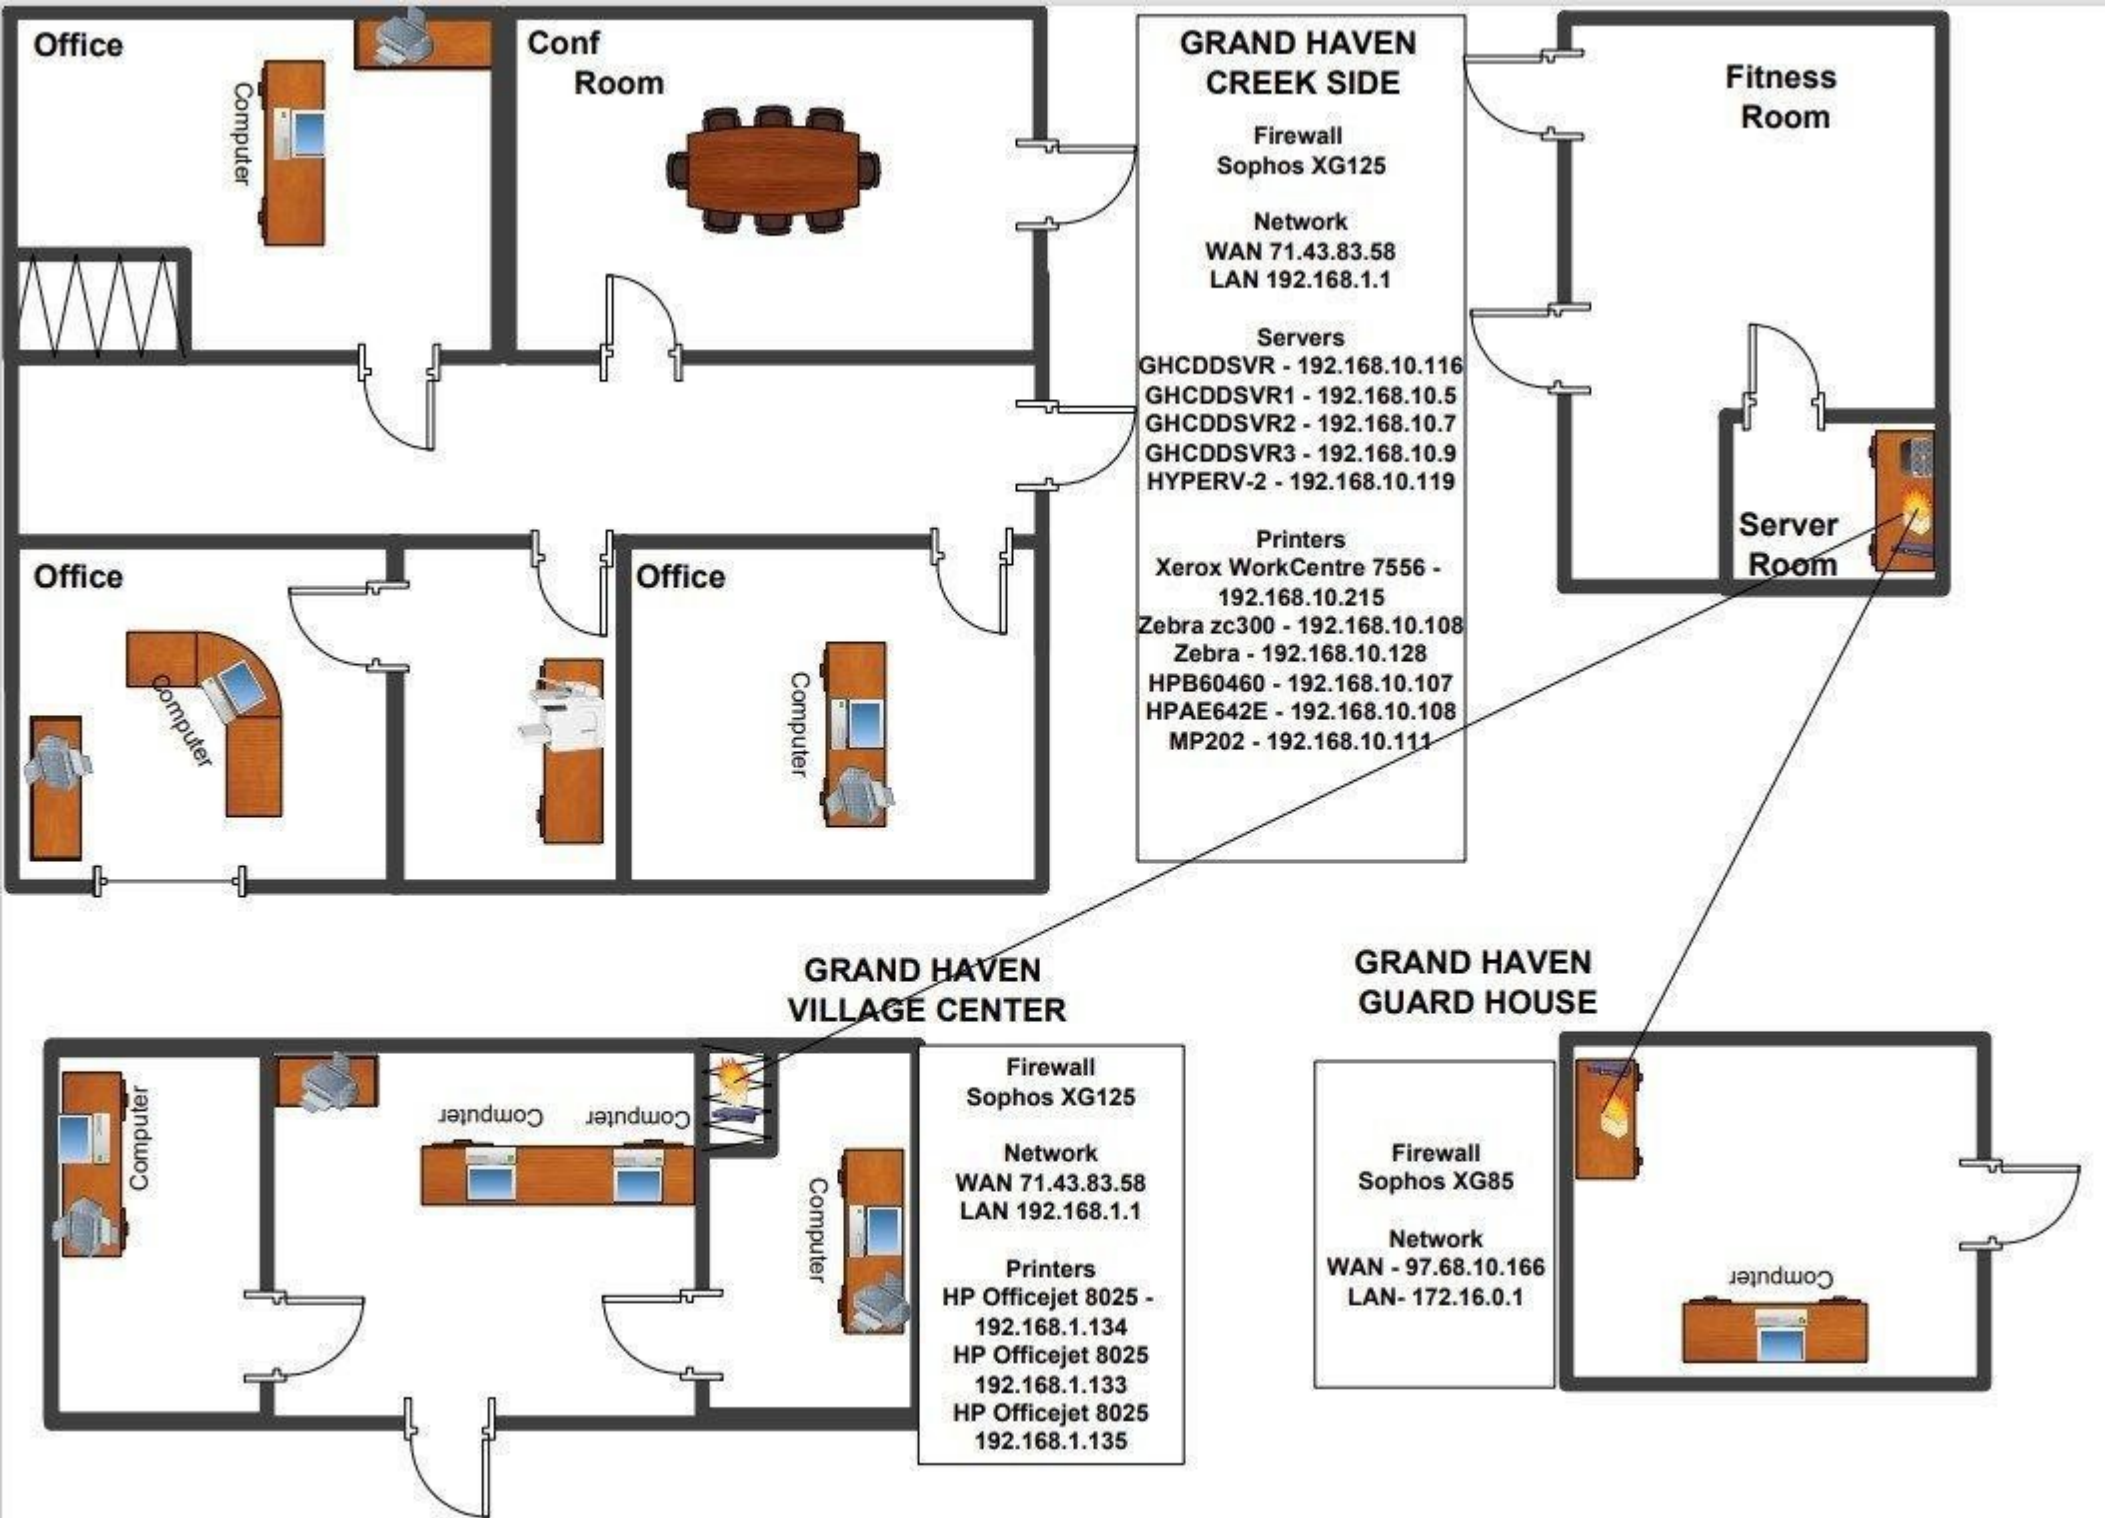 Office
Computer
Conf
Room
GRAND HAVEN
CREEK SIDE
Firewall
Sophos XG125
Network
WAN 71.43.83.58
LAN 192.168.1.1
Servers
GHCDDSVR - 192.168.10.116
GHCDDSVR1 - 192.168.10.5
GHCDDSVR2 - 192.168.10.7
GHCDDSVR3 - 192.168.10.9
HYPERV-2 - 192.168.10.119
Printers
Xerox WorkCentre 7556 -
192.168.10.215
Zebra zc300 - 192.168.10.108
Zebra - 192.168.10.128
HPB60460 - 192.168.10.107
HPAE642E - 192.168.10.108
MP202 - 192.168.10.111
Fitness
Room
Server
Room
Office
Computer
Office
Computer
GRAND HAVEN
VILLAGE CENTER
Computer
Computer
Computer
Computer
Firewall
Sophos XG125
Network
WAN 71.43.83.58
LAN 192.168.1.1
Printers
HP Officejet 8025 -
192.168.1.134
HP Officejet 8025
192.168.1.133
HP Officejet 8025
192.168.1.135
GRAND HAVEN
GUARD HOUSE
Firewall
Sophos XG85
Network
WAN - 97.68.10.166
LAN- 172.16.0.1
Computer